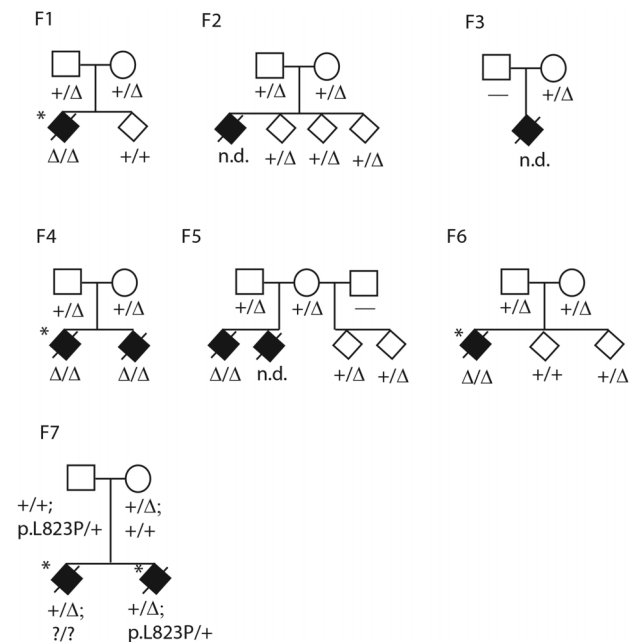 F1
F2
F3
+/Δ +/Δ
+/Δ +/Δ
— +/Δ
*
Δ/Δ +/+
n.d. +/Δ +/Δ +/Δ
n.d.
F4
F5
F6
+/Δ +/Δ
+/Δ +/Δ —
+/Δ +/Δ
*
*
Δ/Δ Δ/Δ
Δ/Δ n.d. +/Δ +/Δ
Δ/Δ +/+ +/Δ
F7
+/+; +/Δ;
p.L823P/+ +/+
* *
+/Δ; +/Δ;
?/? p.L823P/+